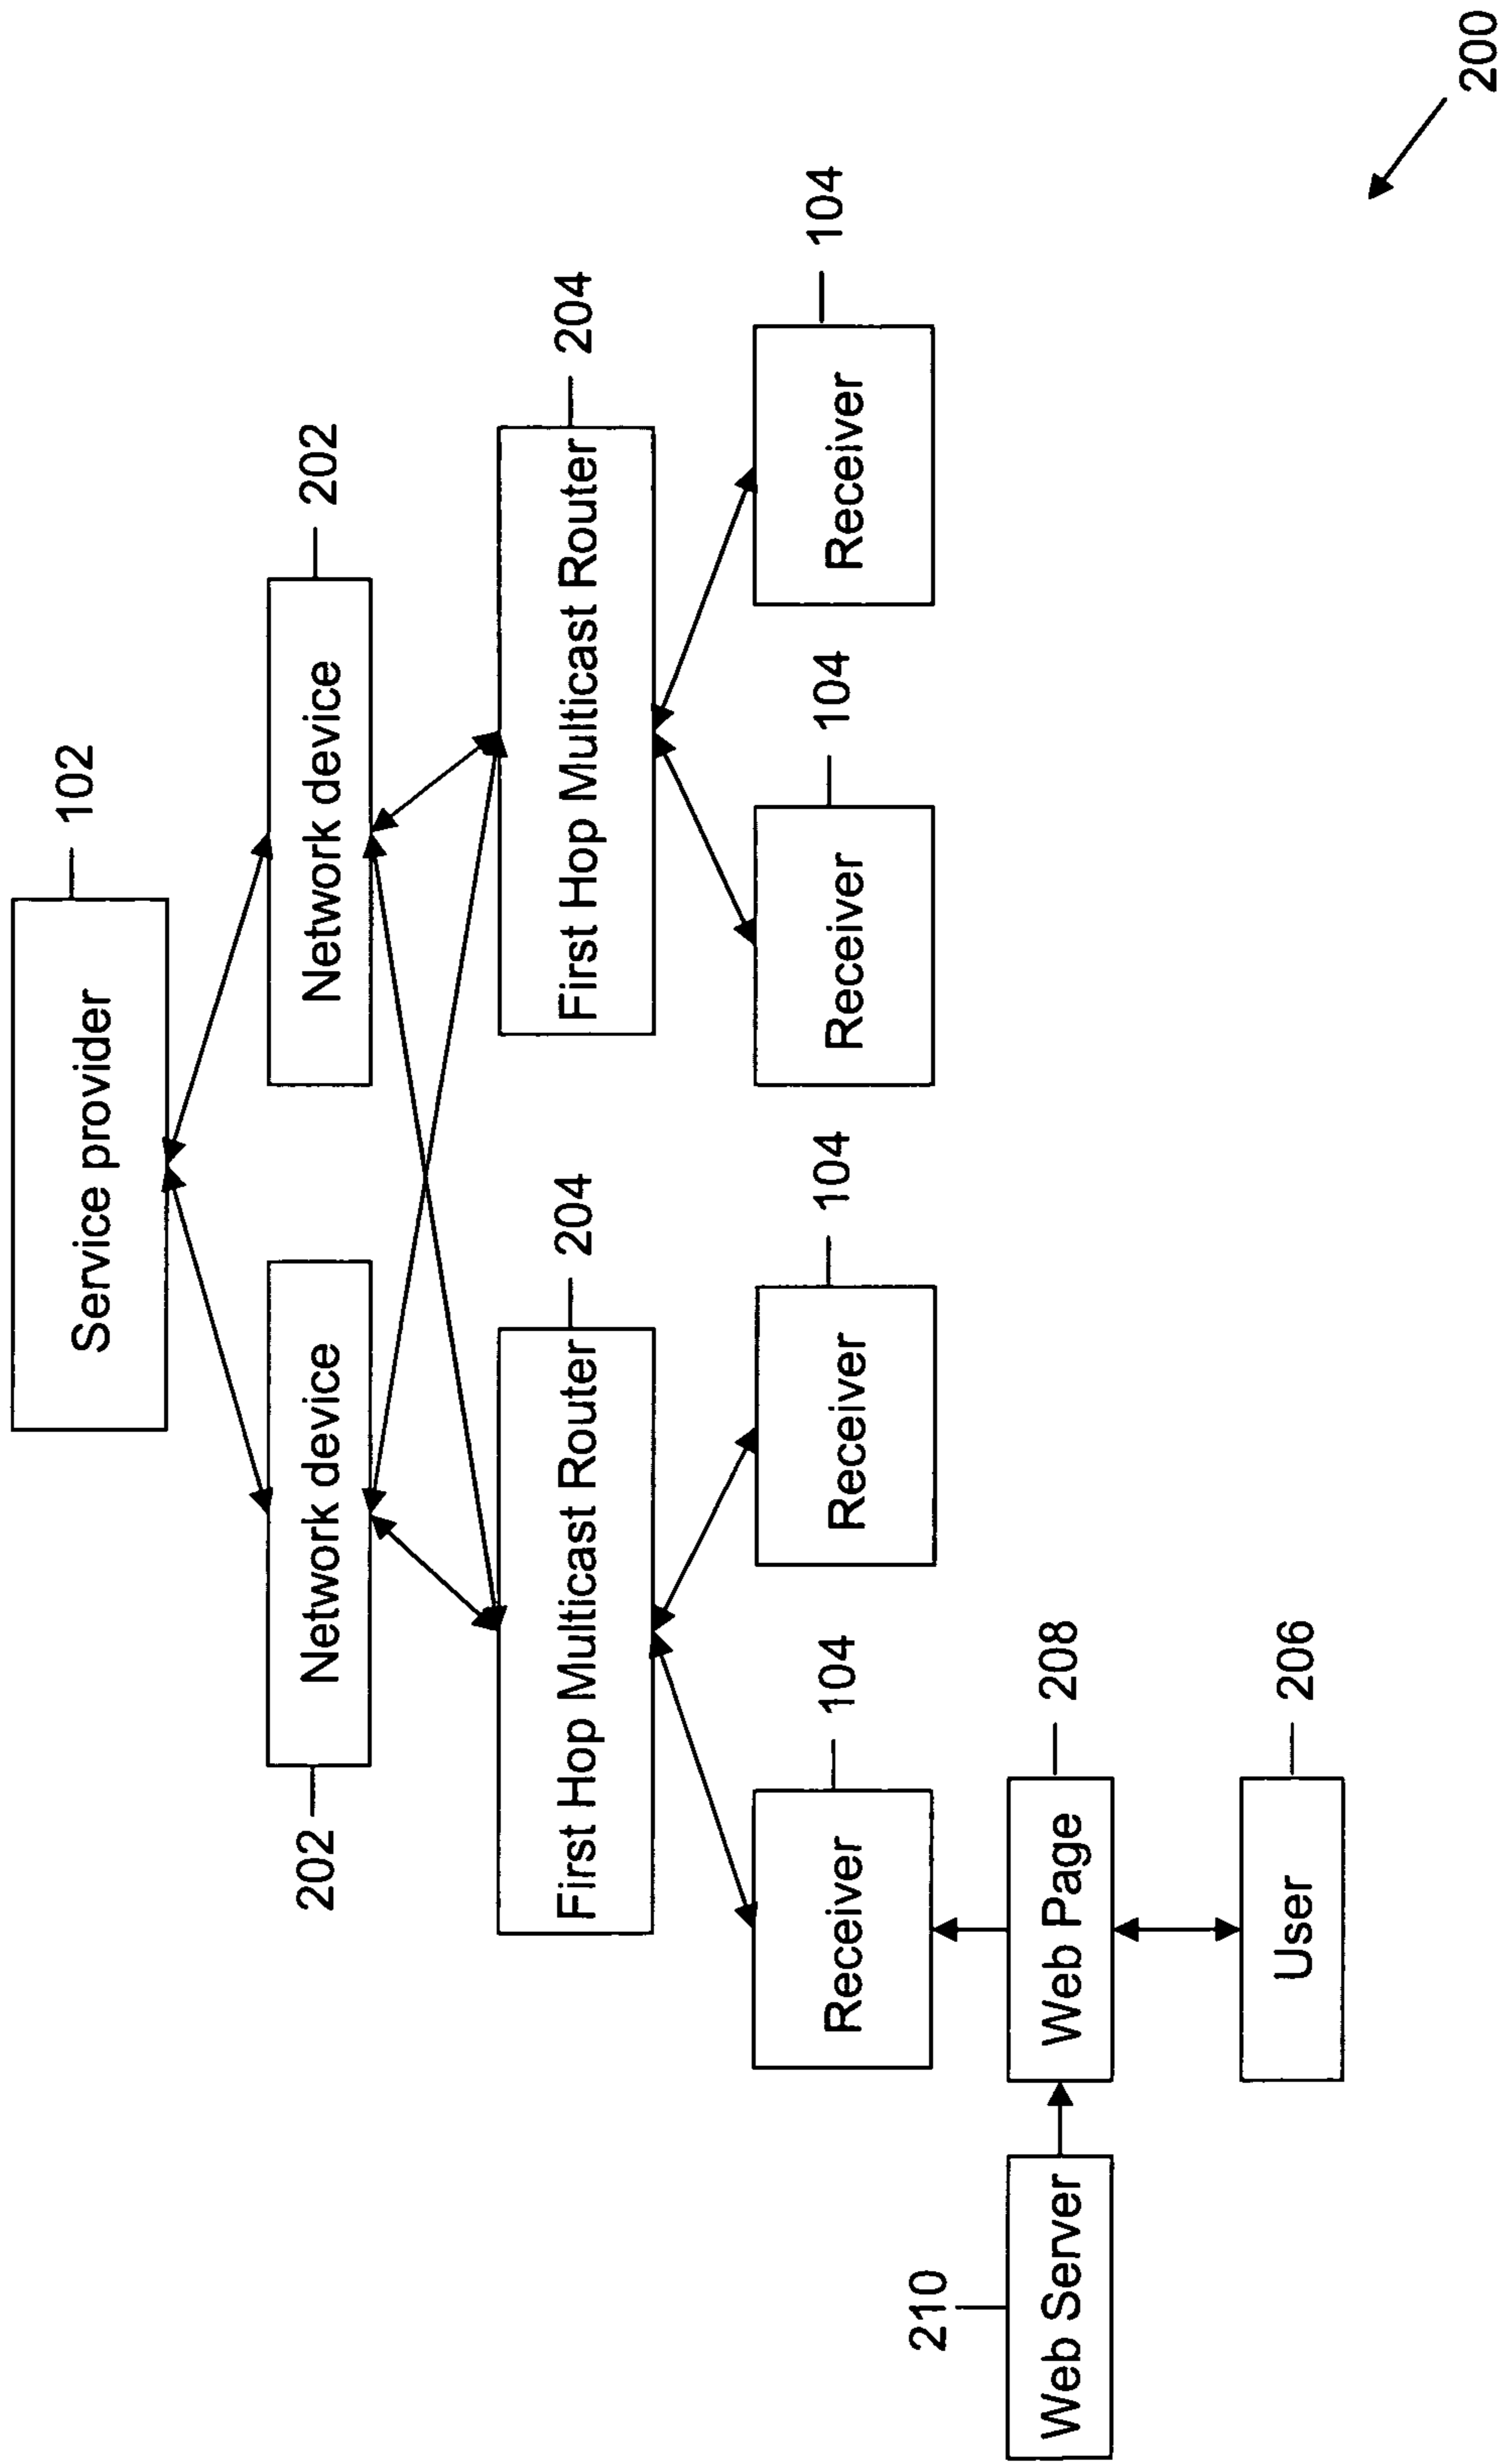 Service provider
102
Network device
202
Network device
202
First Hop Multicast Router
204
First Hop Multicast Router
204
Receiver
104
Receiver
104
Receiver
104
Receiver
104
210
Web Server
Web Page
208
User
206
200